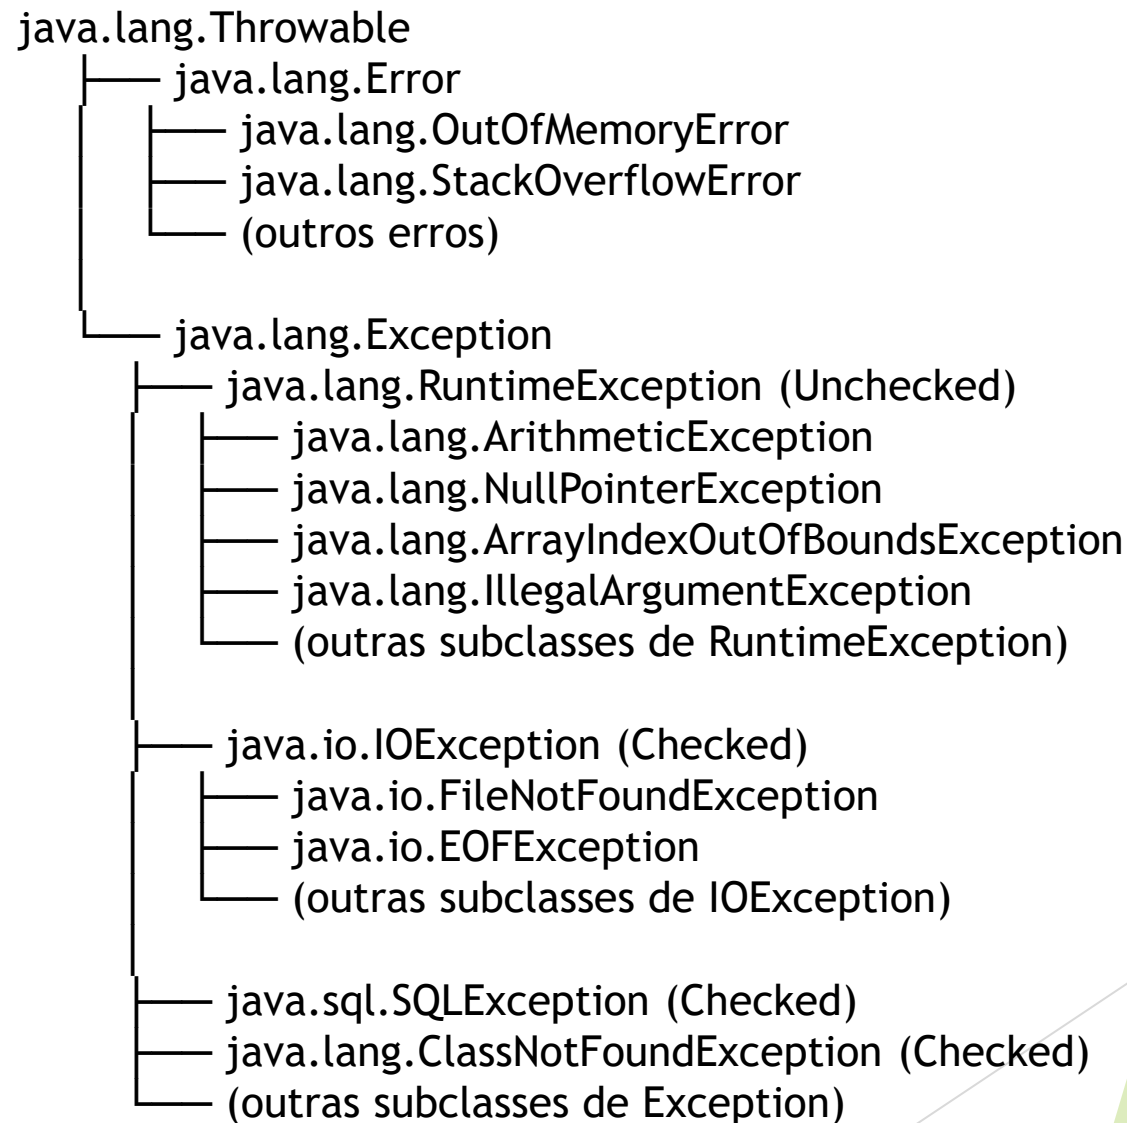 java.lang.Throwable
├── java.lang.Error
│ ├── java.lang.OutOfMemoryError
│ ├── java.lang.StackOverflowError
│ └── (outros erros)
│
└── java.lang.Exception
├── java.lang.RuntimeException (Unchecked)
│ ├── java.lang.ArithmeticException
│ ├── java.lang.NullPointerException
│ ├── java.lang.ArrayIndexOutOfBoundsException
│ ├── java.lang.IllegalArgumentException
│ └── (outras subclasses de RuntimeException)
│
├── java.io.IOException (Checked)
│ ├── java.io.FileNotFoundException
│ ├── java.io.EOFException
│ └── (outras subclasses de IOException)
│
├── java.sql.SQLException (Checked)
├── java.lang.ClassNotFoundException (Checked)
└── (outras subclasses de Exception)